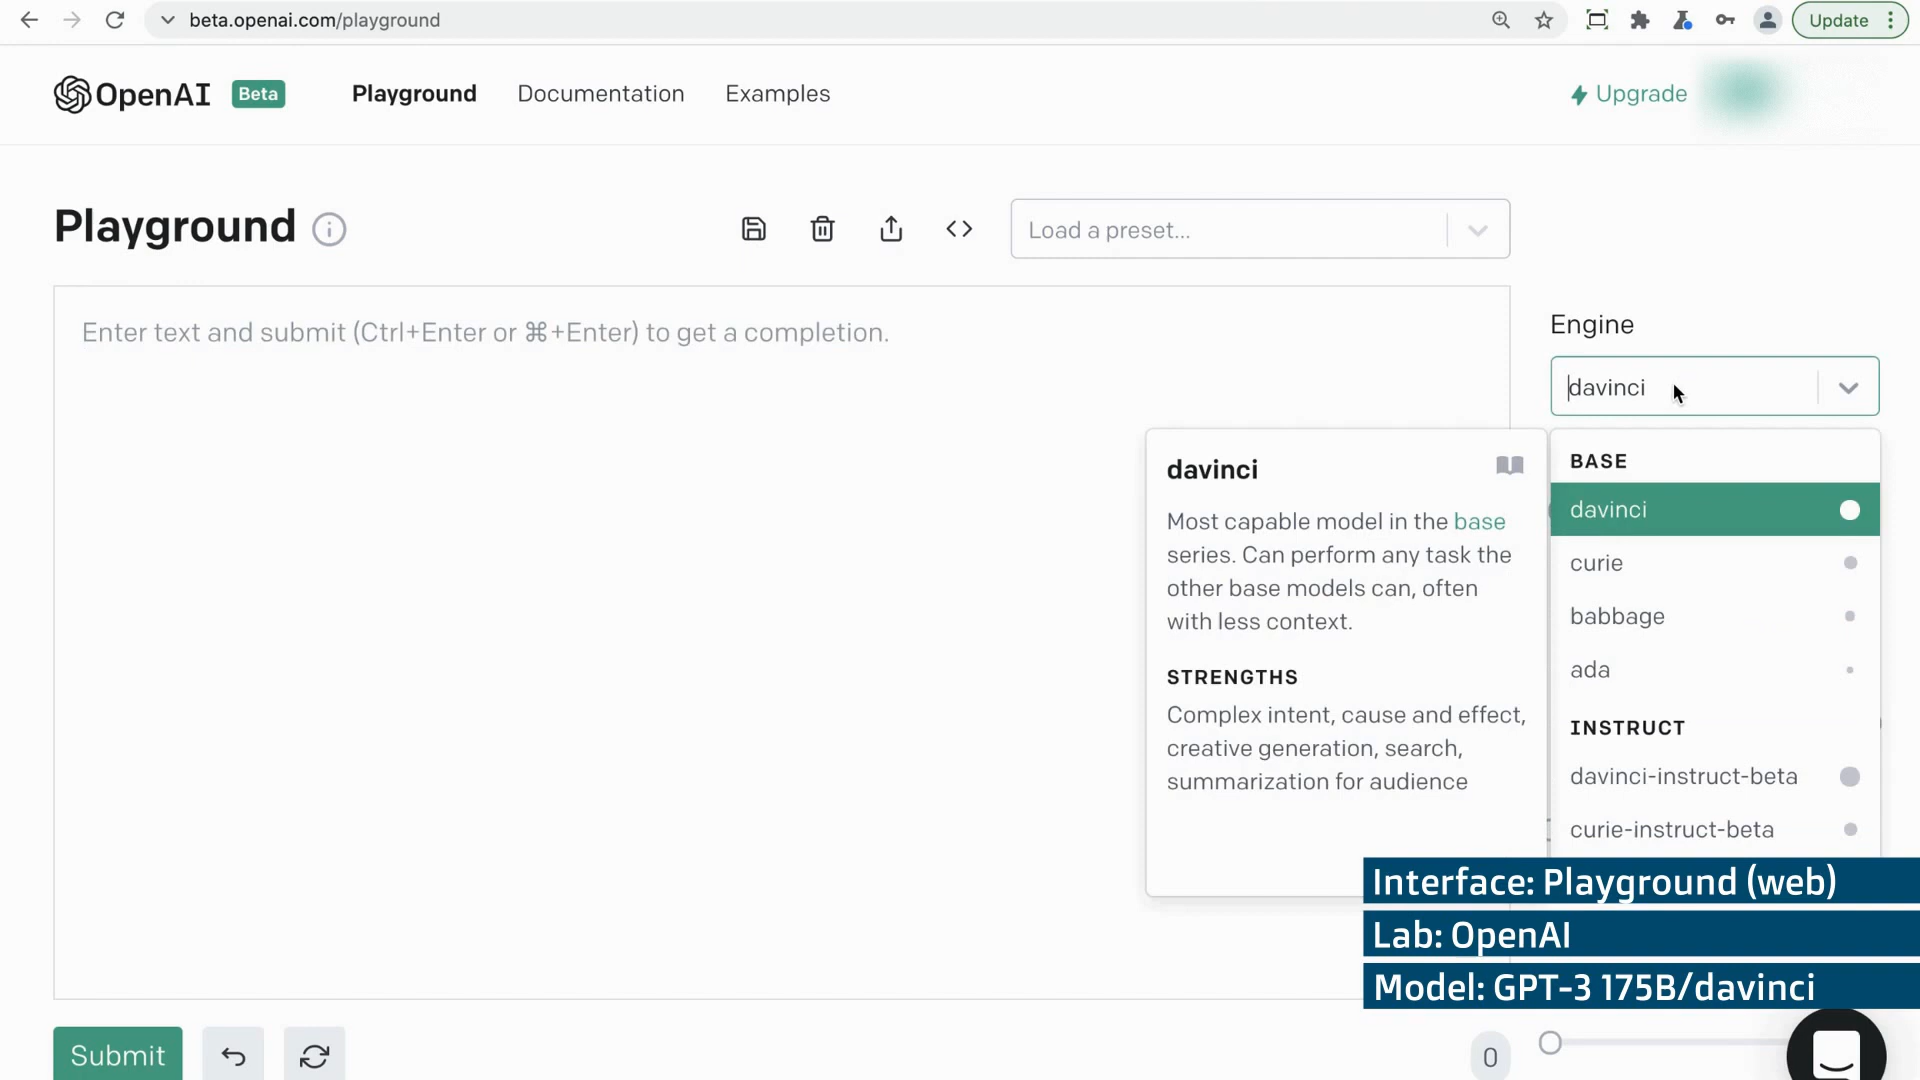 beta.openai.com/playground
Update
OpenAI
Beta
Playground
Documentation
Examples
Upgrade
Playground
Load a preset...
Enter text and submit (Ctrl+Enter or ⌘+Enter) to get a completion.
Engine
davinci
davinci
Most capable model in the base
series. Can perform any task the
other base models can, often
with less context.
STRENGTHS
Complex intent, cause and effect,
creative generation, search,
summarization for audience
BASE
davinci
curie
babbage
ada
INSTRUCT
davinci-instruct-beta
curie-instruct-beta
Interface: Playground (web)
Lab: OpenAI
Model: GPT-3 175B/davinci
Submit
0